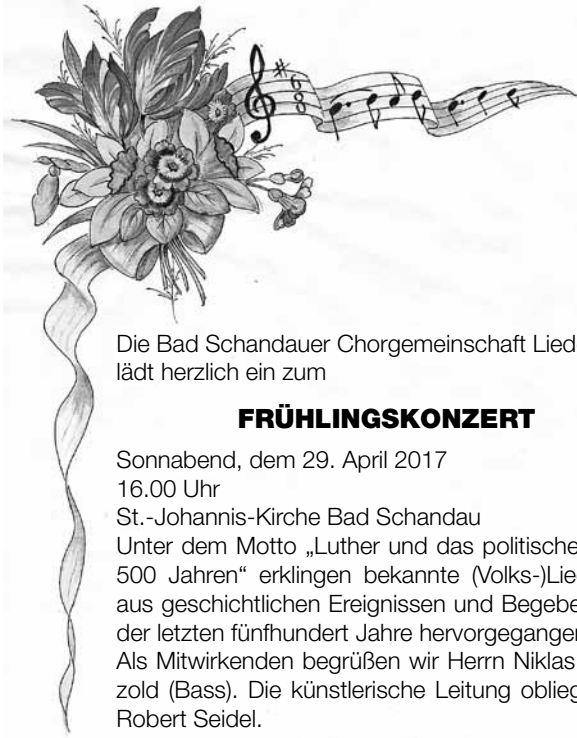 Die Bad Schandauer Chorgemeinschaft Lied
lädt herzlich ein zum
FRÜHLINGSKONZERT
Sonnabend, dem 29. April 2017
16.00 Uhr
St.-Johannis-Kirche Bad Schandau
Unter dem Motto „Luther und das politische
500 Jahren“ erklingen bekannte (Volks-)Lie
aus geschichtlichen Ereignissen und Begebe
der letzten fünfhundert Jahre hervorgegangen
Als Mitwirkenden begrüßen wir Herrn Niklas
zold (Bass). Die künstlerische Leitung oblieg
Robert Seidel.